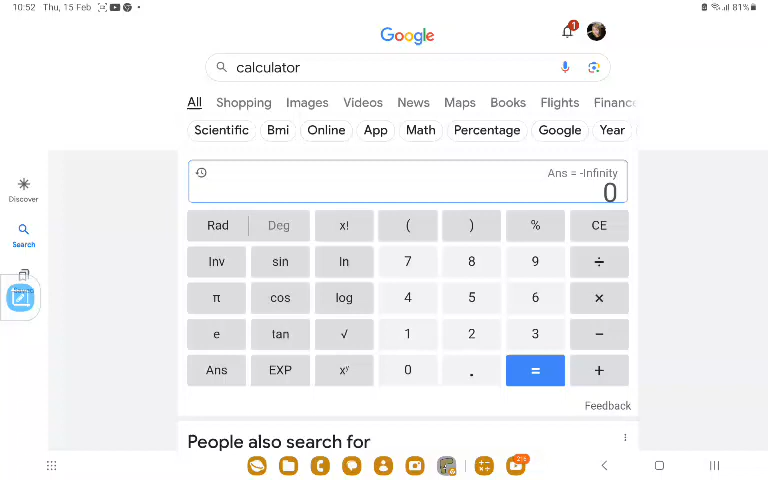 10:52 Thu, 15 Feb 81%
Google
1
calculator
All Shopping Images Videos News Maps Books Flights Finance
Scientific Bmi Online App Math Percentage Google Year
Ans = -Infinity
0
Rad Deg x! ( ) % CE
Inv sin ln 7 8 9 ÷
π cos log 4 5 6 ×
e tan √ 1 2 3 −
Ans EXP xʸ 0 . = +
Feedback
People also search for
Discover
Search